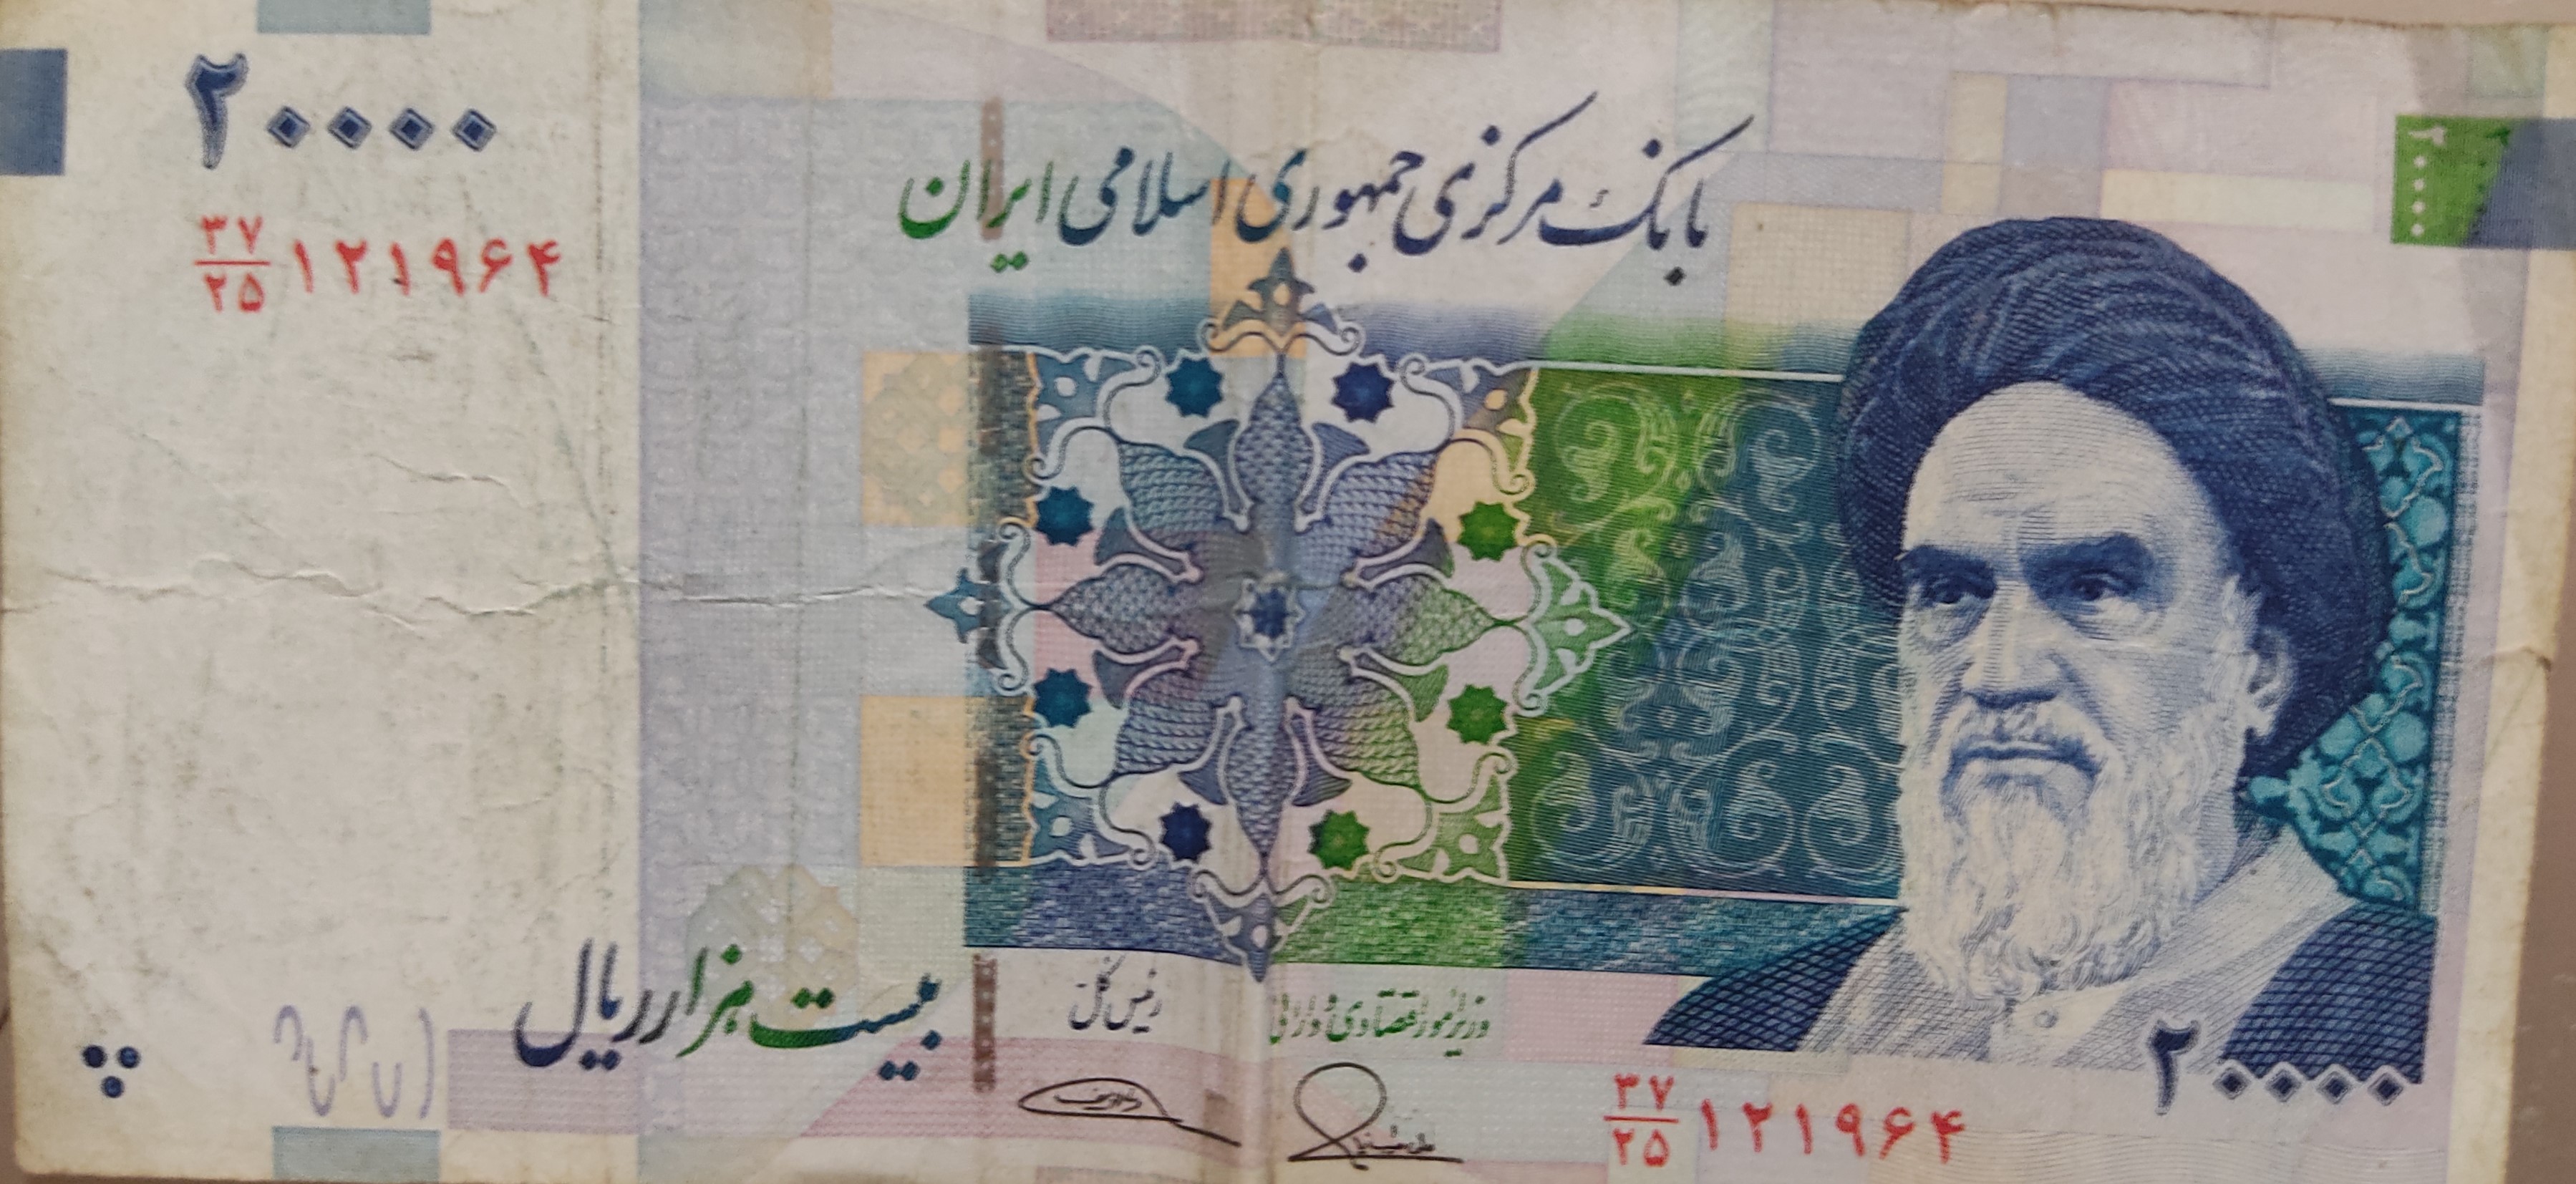 ۲۰۰۰۰
بانک مرکزی جمهوری اسلامی ایران
۲۰۰۰۰
۳۷/۲۵ ۱۲۱۹۶۴
بیست هزار ریال
رئیس کل
وزیر امور اقتصادی و دارائی
۳۷/۲۵ ۱۲۱۹۶۴
۲۰۰۰۰